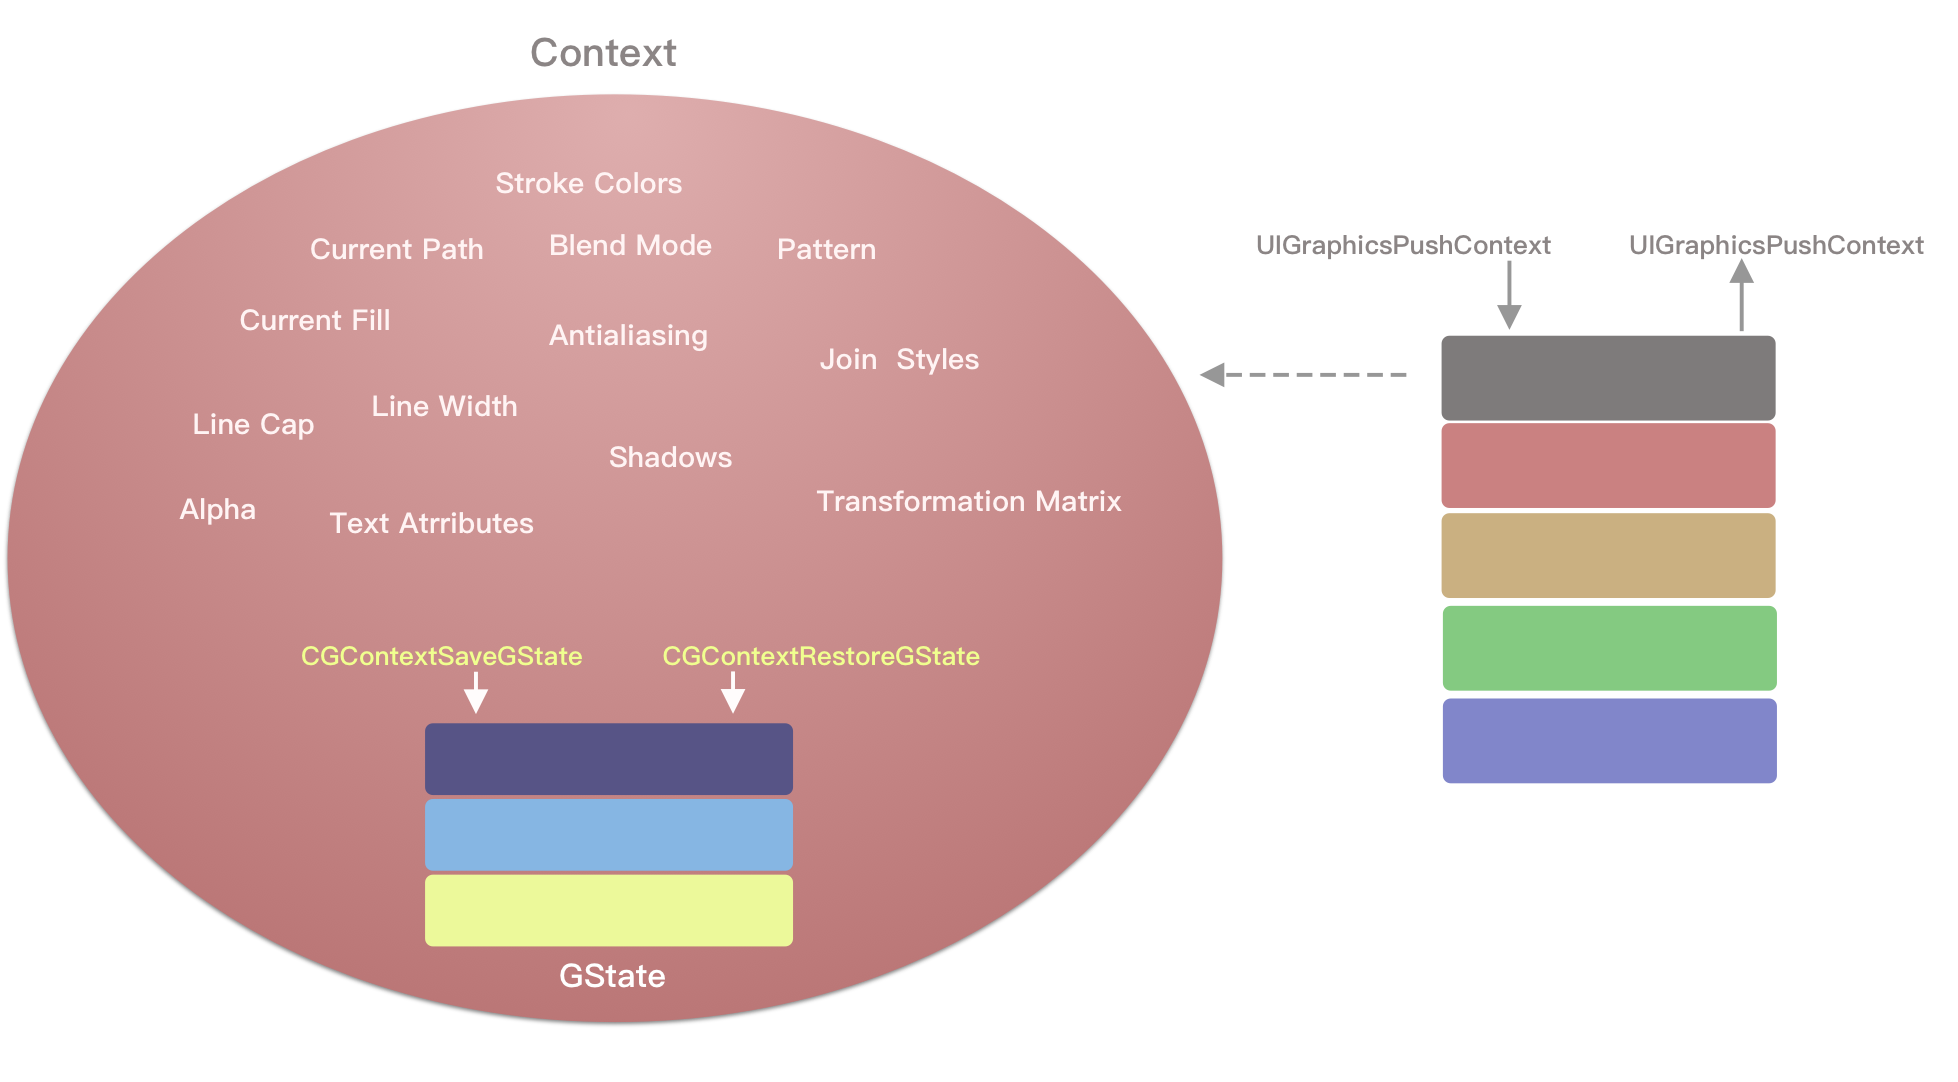 Context
Stroke Colors
Current Path
Blend Mode
Pattern
Current Fill
Antialiasing
Join Styles
Line Cap
Line Width
Shadows
Alpha
Text Atrributes
Transformation Matrix
CGContextSaveGState
CGContextRestoreGState
GState
UIGraphicsPushContext
UIGraphicsPushContext